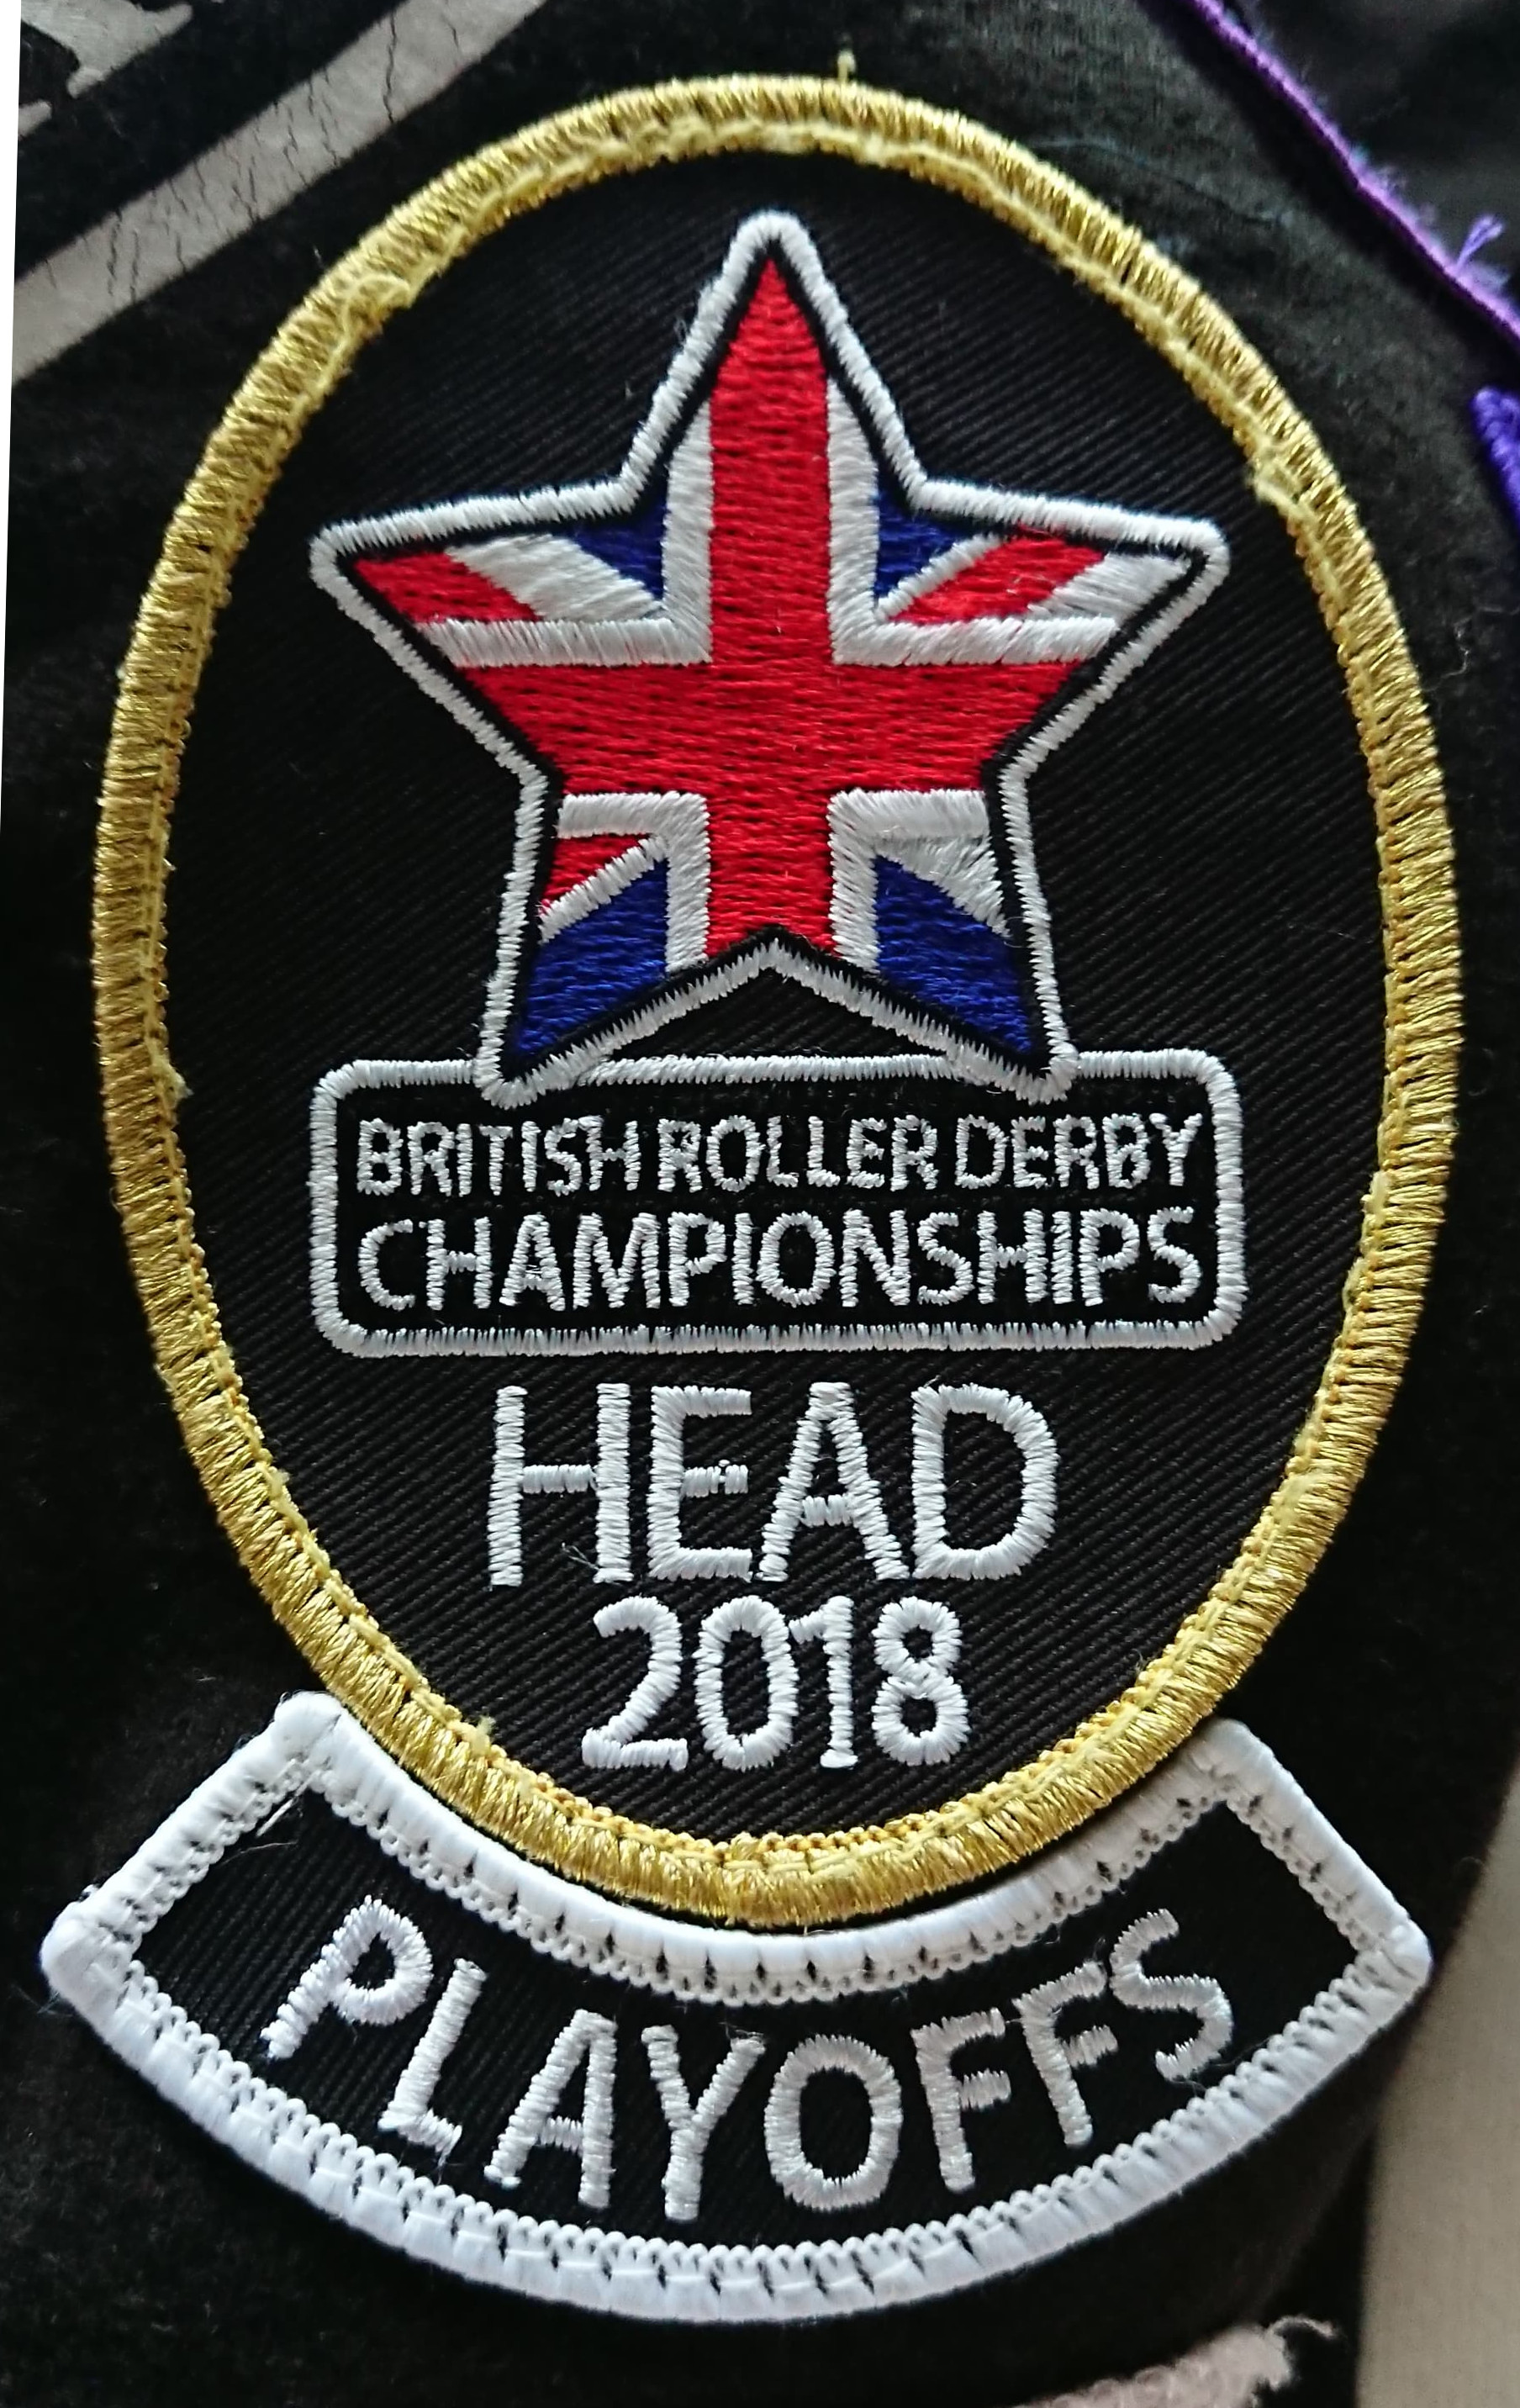 BRITISH ROLLER DERBY
CHAMPIONSHIPS
HEAD
2018
PLAYOFFS